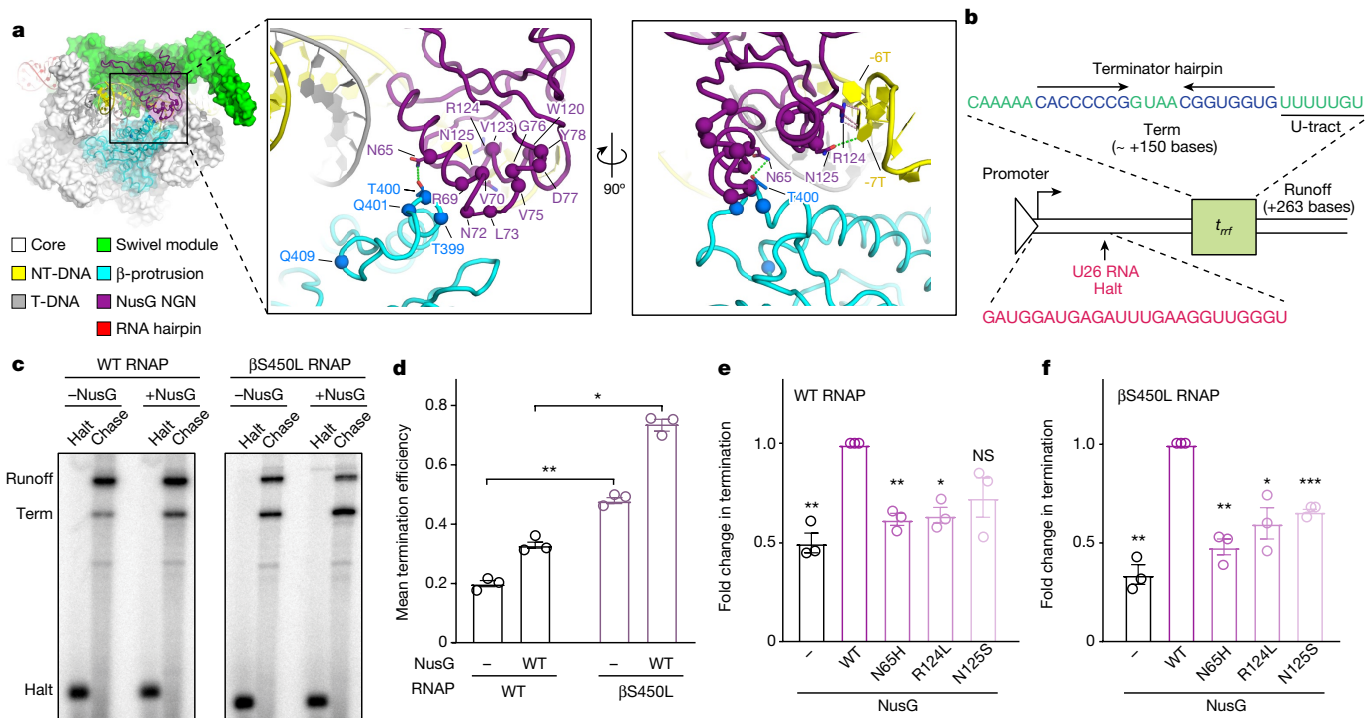 a
Core
NT-DNA
T-DNA
Swivel module
β-protrusion
NusG NGN
RNA hairpin
R124
W120
V123
G76
N125
Y78
N65
T400
R69
V70
D77
Q401
V75
N72
L73
T399
Q409
90º
-6T
R124
N125
-7T
N65
T400
b
Terminator hairpin
CAAAAACACCCCCGGUAACGGUGGUGUUUUUGU
Term
(~ +150 bases)
U-tract
Promoter
Runoff
(+263 bases)
t_rrf
U26 RNA
Halt
GAUGGAUGAGAUUUGAAGGUUGGGU
c
WT RNAP
βS450L RNAP
–NusG
+NusG
–NusG
+NusG
Halt
Chase
Halt
Chase
Halt
Chase
Halt
Chase
Runoff
Term
Halt
d
Mean termination efficiency
0.8
0.6
0.4
0.2
0
*
**
NusG
–
WT
–
WT
RNAP
WT
βS450L
e
WT RNAP
Fold change in termination
1.0
0.5
0
**
**
*
NS
–
WT
N65H
R124L
N125S
NusG
f
βS450L RNAP
Fold change in termination
1.0
0.5
0
**
**
*
***
–
WT
N65H
R124L
N125S
NusG